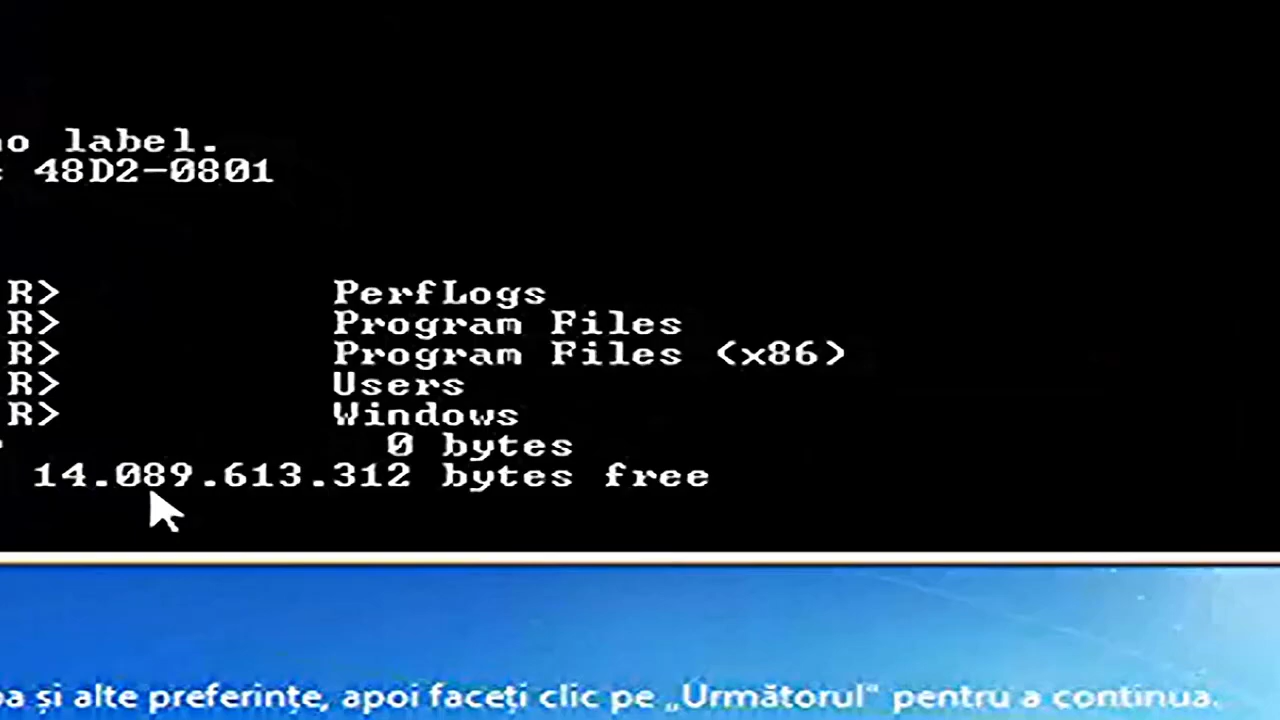 no label.
: 48D2-0801
R> PerfLogs
R> Program Files
R> Program Files (x86)
R> Users
R> Windows
0 bytes
14.089.613.312 bytes free
și alte preferințe, apoi faceți clic pe „Următorul“ pentru a continua.